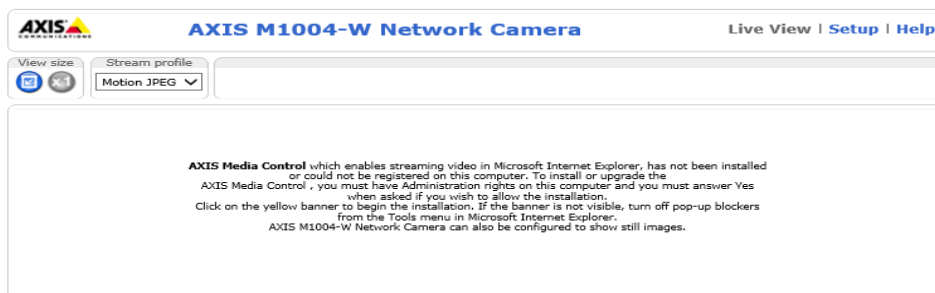 AXIS
COMMUNICATIONS
AXIS M1004-W Network Camera
Live View | Setup | Help
View size
Stream profile
x1
Motion JPEG
AXIS Media Control which enables streaming video in Microsoft Internet Explorer, has not been installed
or could not be registered on this computer. To install or upgrade the
AXIS Media Control , you must have Administration rights on this computer and you must answer Yes
when asked if you wish to allow the installation.
Click on the yellow banner to begin the installation. If the banner is not visible, turn off pop-up blockers
from the Tools menu in Microsoft Internet Explorer.
AXIS M1004-W Network Camera can also be configured to show still images.